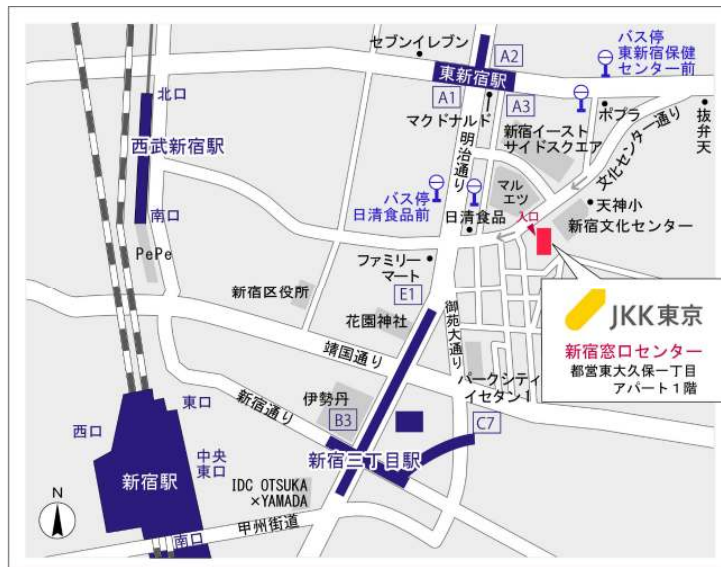 セブンイレブン
A2
バス停
東新宿保健
センター前
東新宿駅
A1
A3
マクドナルド
ポプラ
抜弁天
北口
西武新宿駅
南口
PePe
新宿イースト
サイドスクエア
文化センター通り
明治通り
マル
エツ
天神小
バス停
日清食品前
日清食品
入口
新宿文化センター
ファミリー
マート
E1
新宿区役所
花園神社
御苑大通り
JKK東京
新宿窓口センター
都営東大久保一丁目
アパート1階
靖国通り
パークシティ
イセタン1
新宿通り
伊勢丹
B3
C7
新宿三丁目駅
東口
西口
中央
東口
新宿駅
IDC OTSUKA
×YAMADA
甲州街道
南口
N